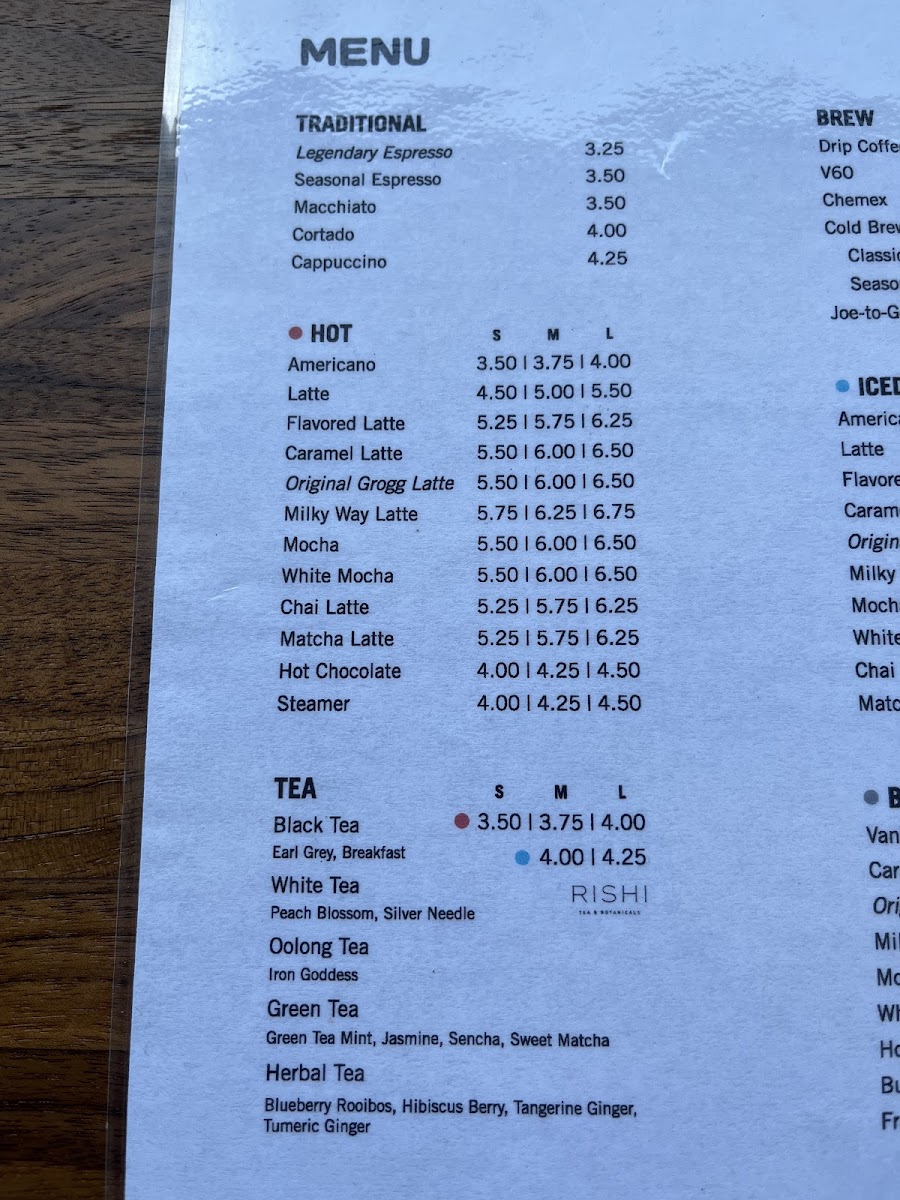 MENU
TRADITIONAL
Legendary Espresso 3.25
Seasonal Espresso 3.50
Macchiato 3.50
Cortado 4.00
Cappuccino 4.25
HOT S M L
Americano 3.50 | 3.75 | 4.00
Latte 4.50 | 5.00 | 5.50
Flavored Latte 5.25 | 5.75 | 6.25
Caramel Latte 5.50 | 6.00 | 6.50
Original Grogg Latte 5.50 | 6.00 | 6.50
Milky Way Latte 5.75 | 6.25 | 6.75
Mocha 5.50 | 6.00 | 6.50
White Mocha 5.50 | 6.00 | 6.50
Chai Latte 5.25 | 5.75 | 6.25
Matcha Latte 5.25 | 5.75 | 6.25
Hot Chocolate 4.00 | 4.25 | 4.50
Steamer 4.00 | 4.25 | 4.50
TEA S M L
Black Tea 3.50 | 3.75 | 4.00
Earl Grey, Breakfast 4.00 | 4.25
White Tea RISHI
TEA & BOTANICALS
Peach Blossom, Silver Needle
Oolong Tea
Iron Goddess
Green Tea
Green Tea Mint, Jasmine, Sencha, Sweet Matcha
Herbal Tea
Blueberry Rooibos, Hibiscus Berry, Tangerine Ginger,
Tumeric Ginger
BREW
Drip
V60
Chemex
Cold
Latte
Milky
White
Chai